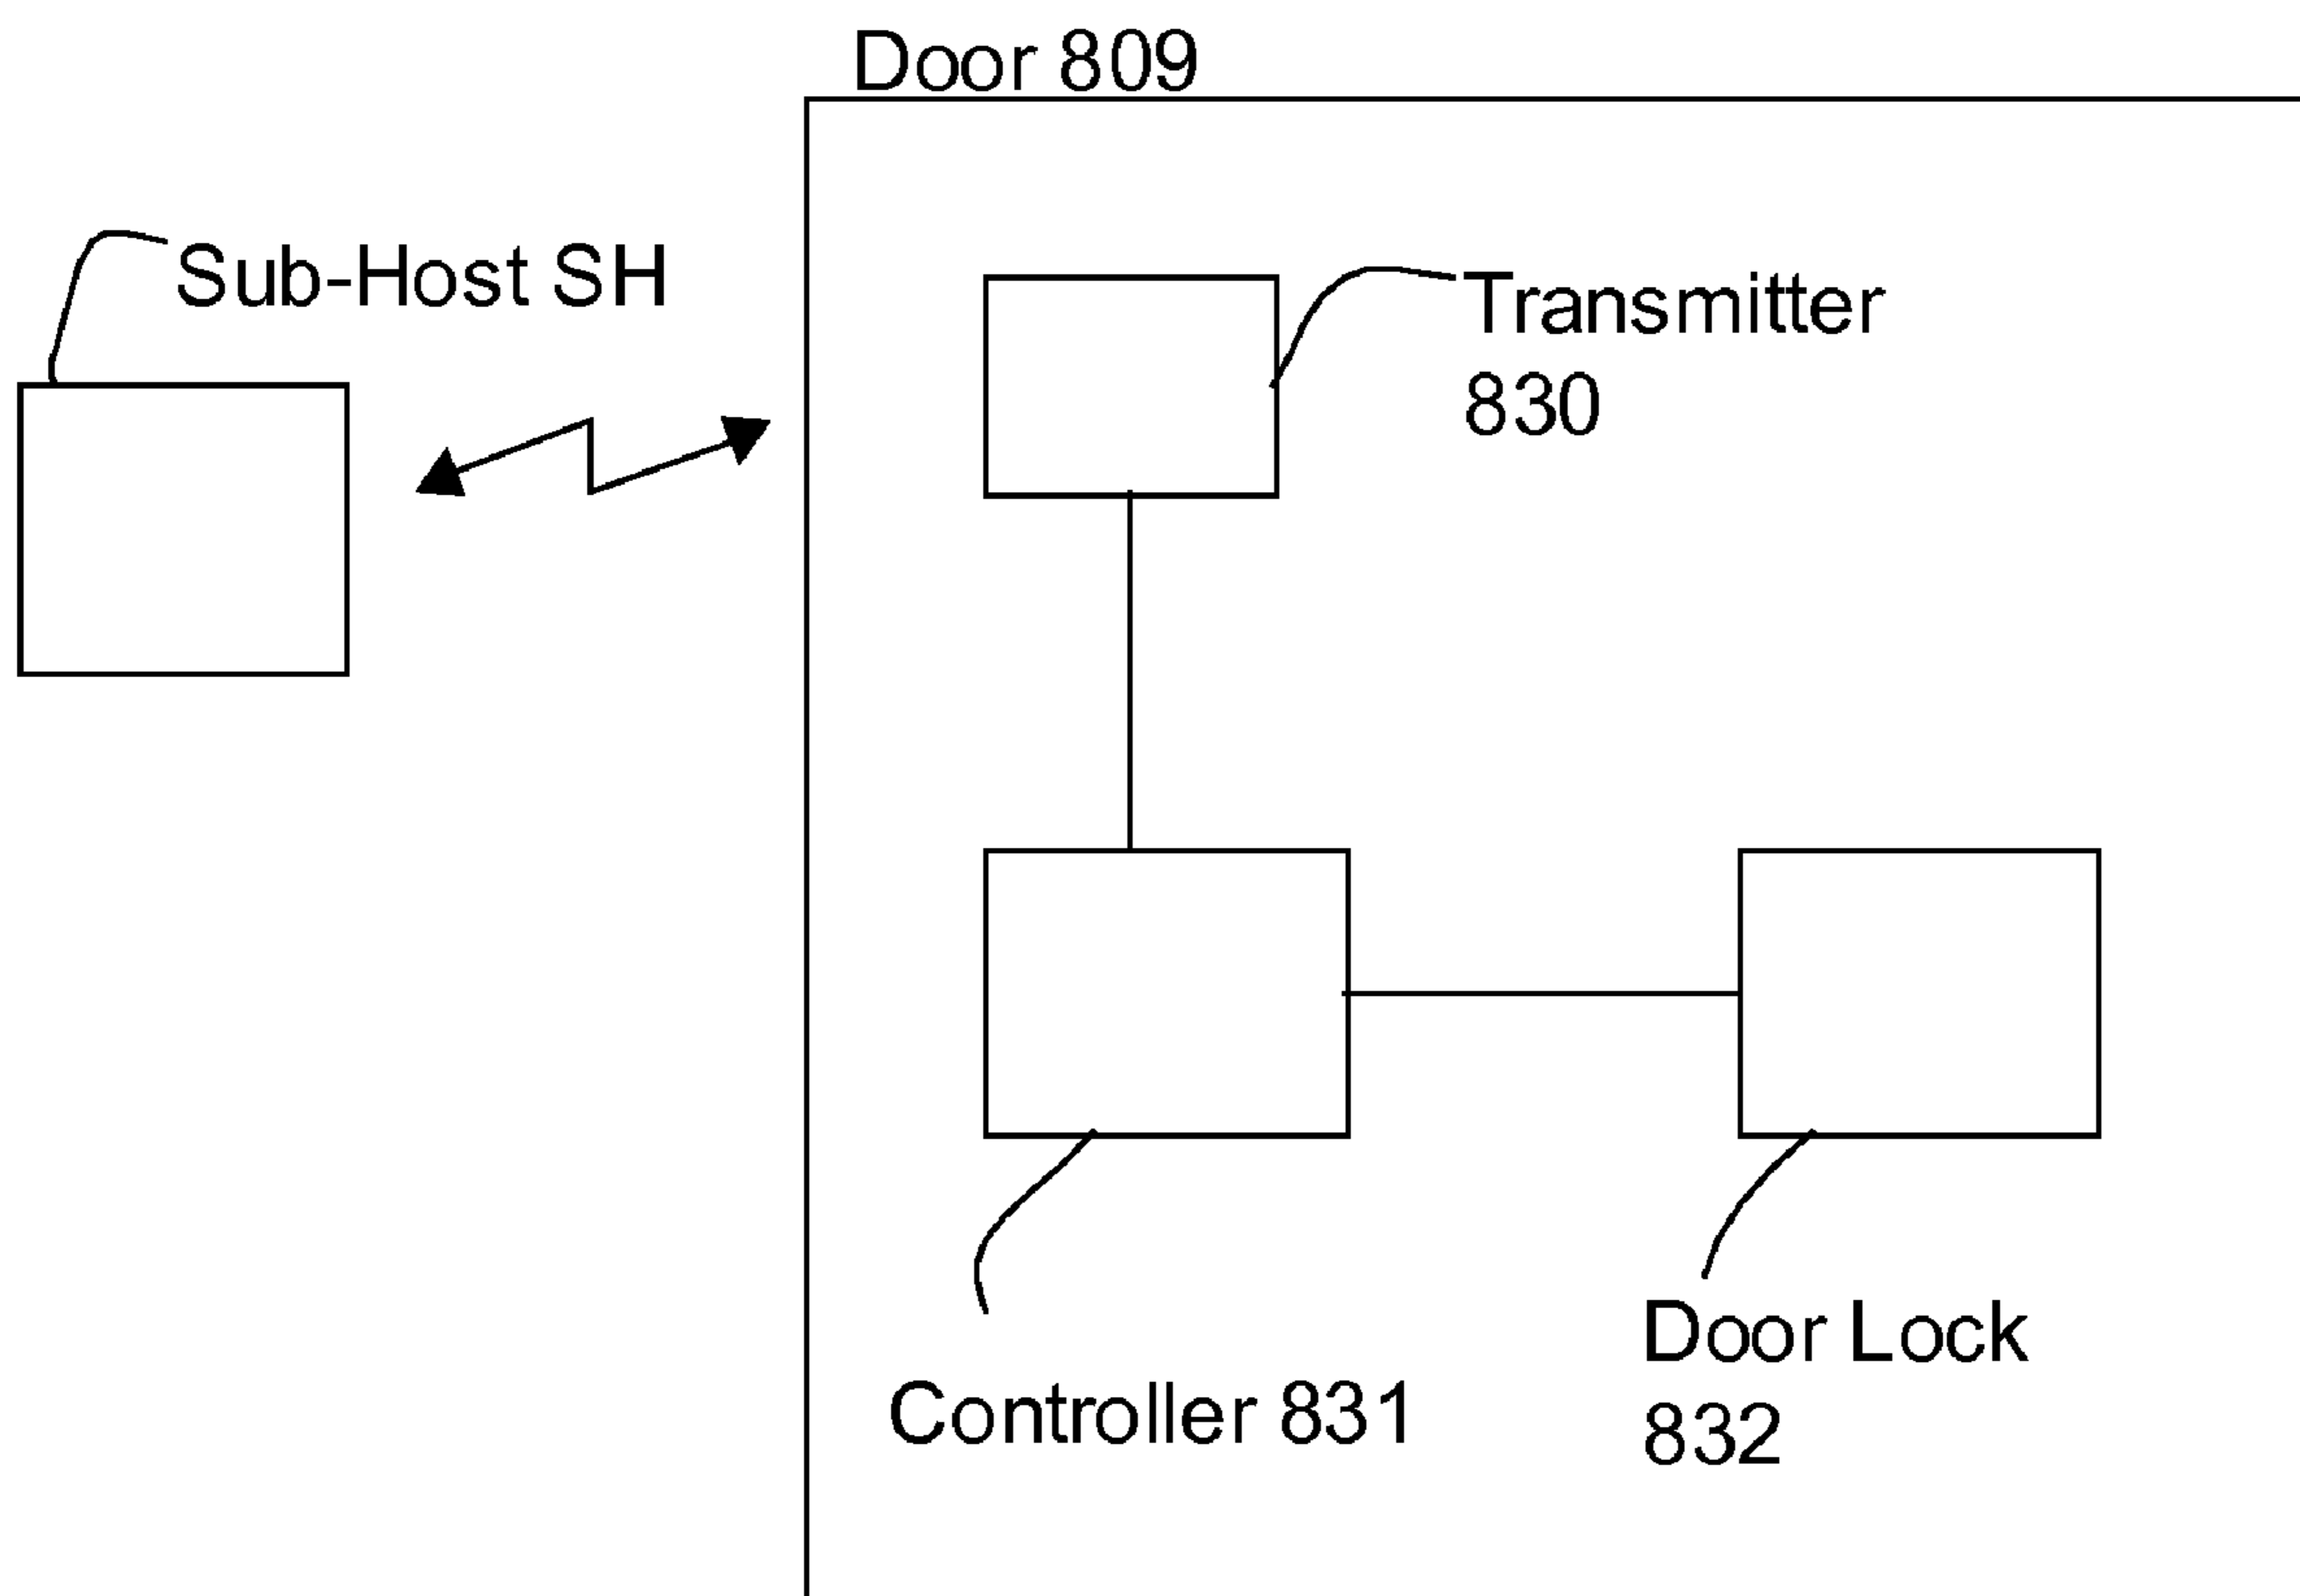 Door 809
Sub-Host SH
Transmitter
830
Controller 831
Door Lock
832